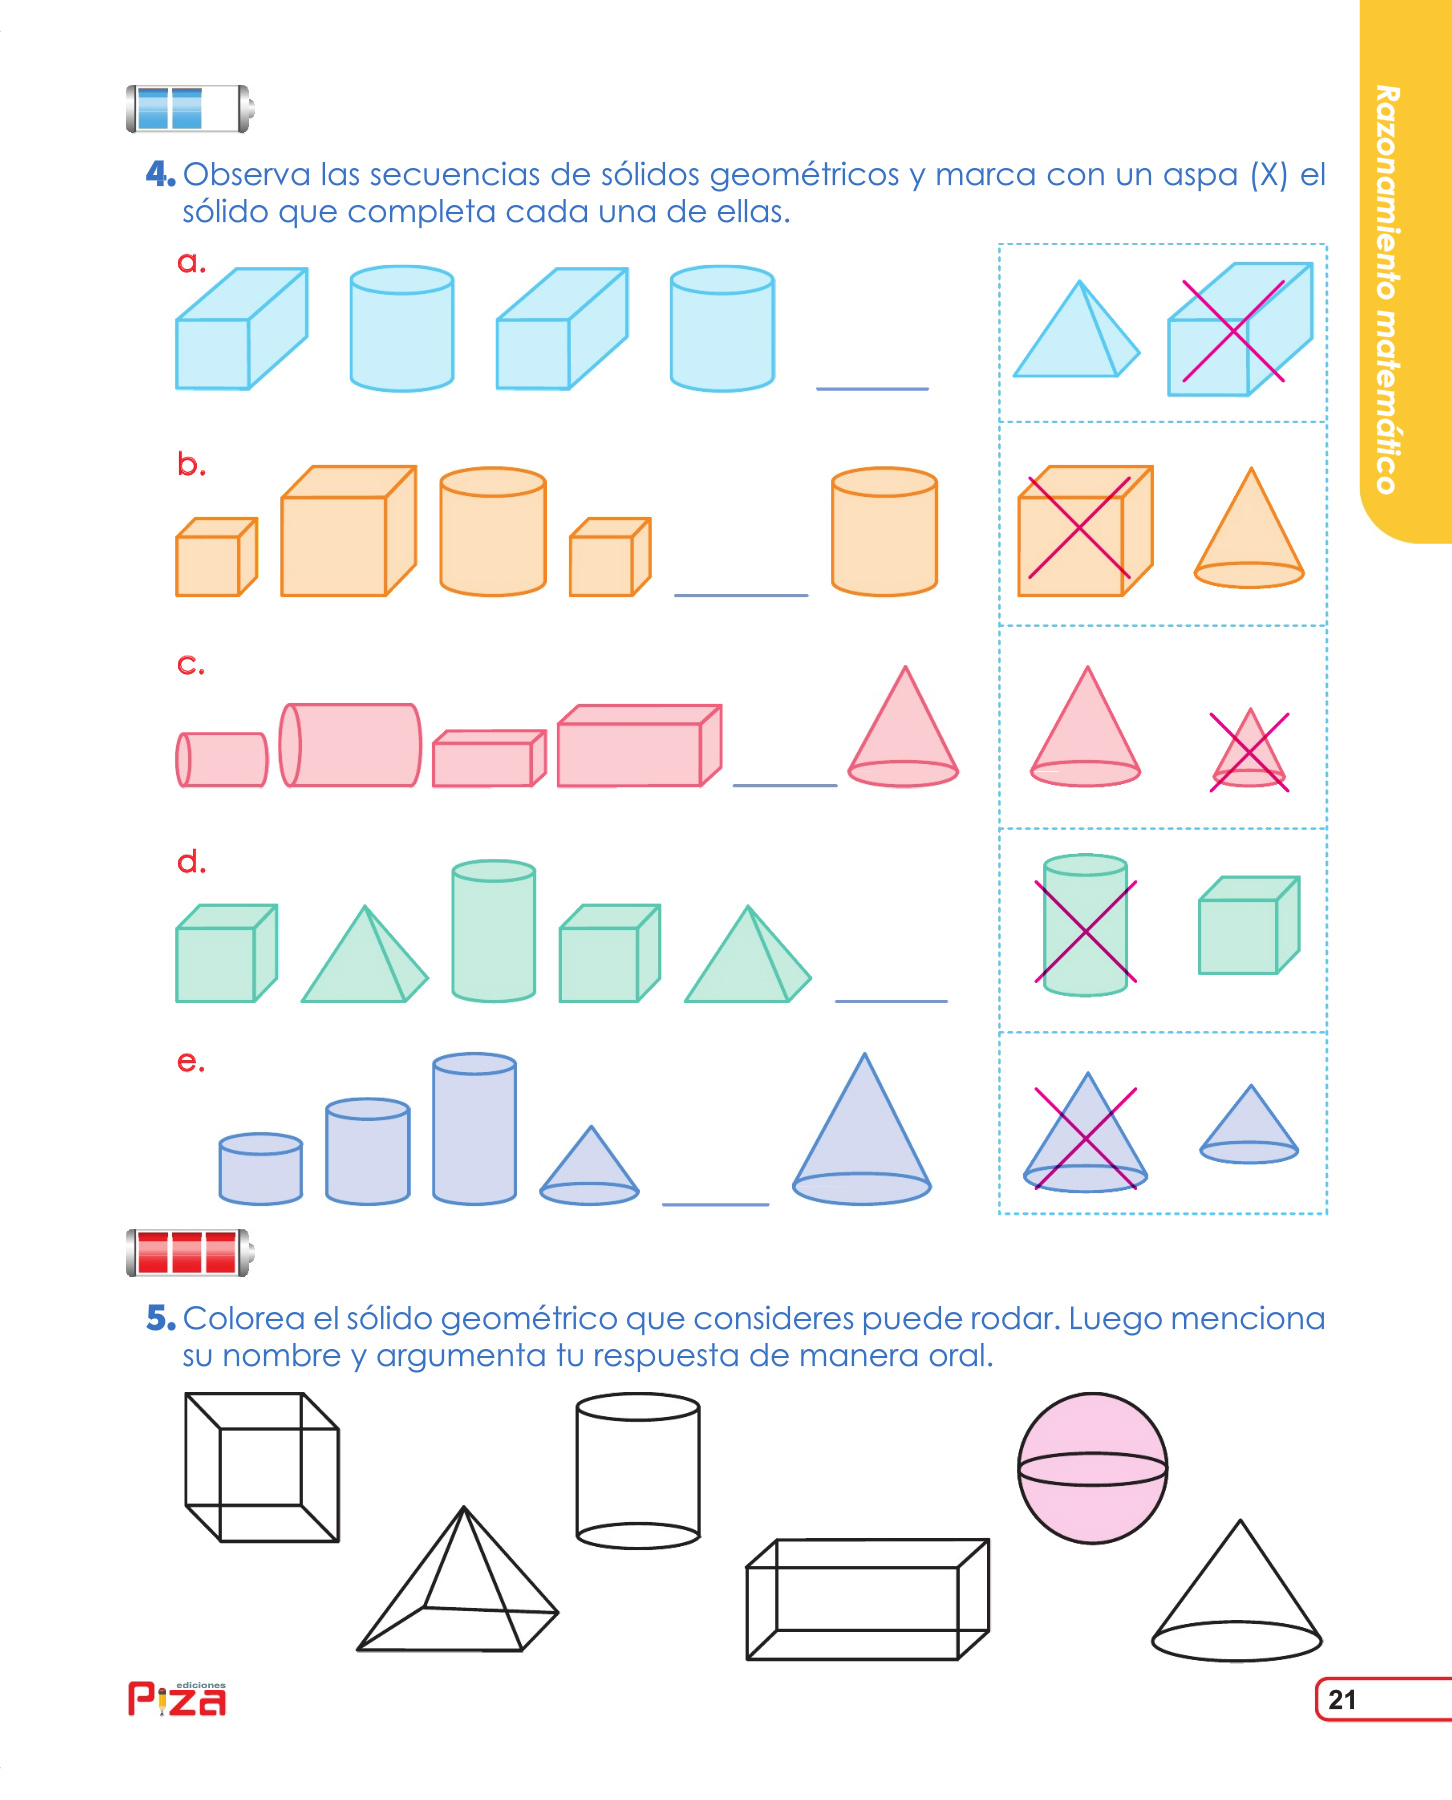 Razonamiento matemático
4. Observa las secuencias de sólidos geométricos y marca con un aspa (X) el
sólido que completa cada una de ellas.
a.
b.
c.
d.
e.
5. Colorea el sólido geométrico que consideres puede rodar. Luego menciona
su nombre y argumenta tu respuesta de manera oral.
ediciones
Piza
21